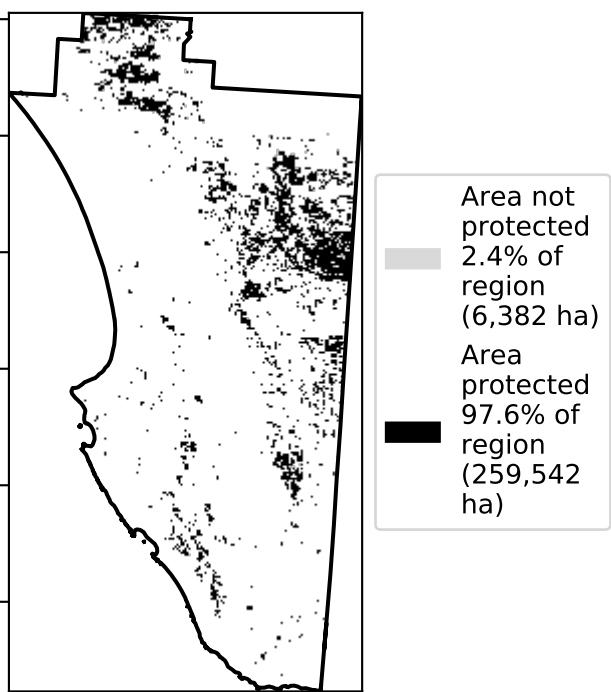 Area not
protected
2.4% of
region
(6,382 ha)
Area
protected
97.6% of
region
(259,542
ha)